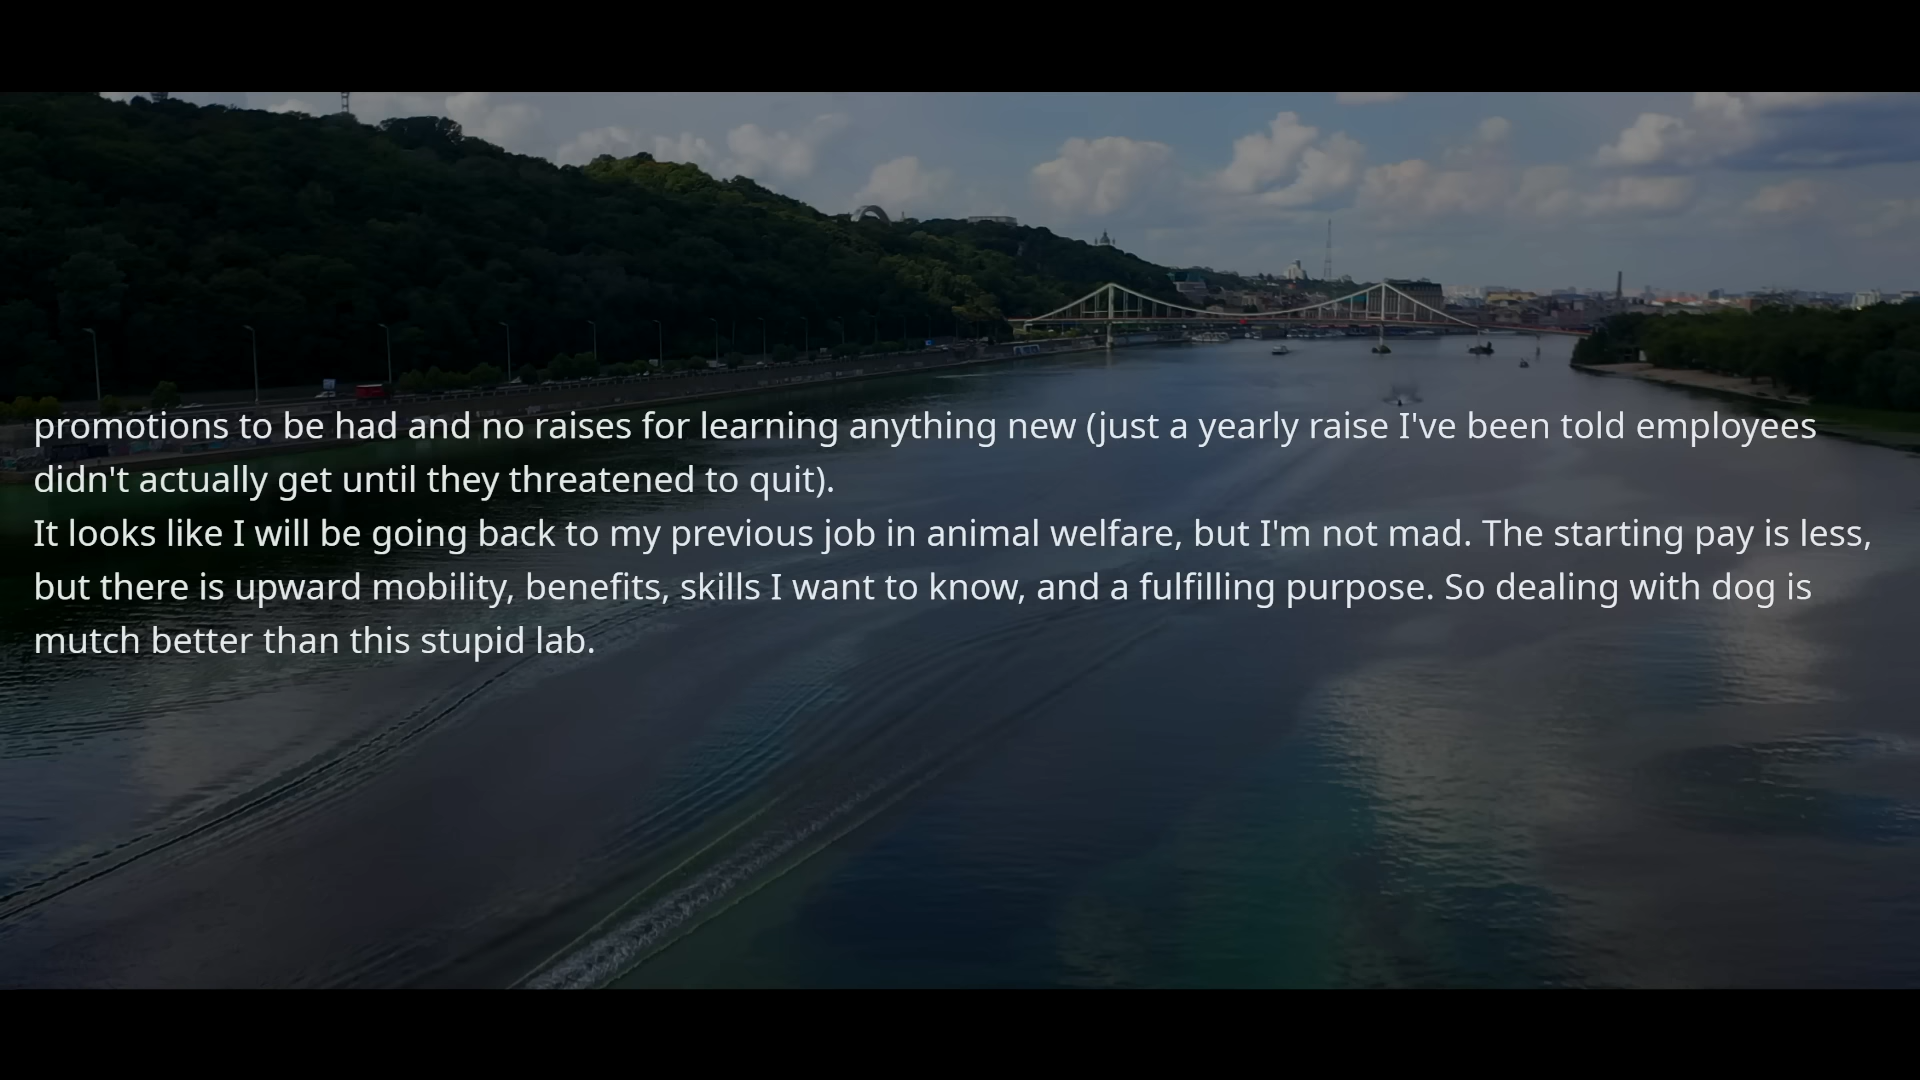 promotions to be had and no raises for learning anything new (just a yearly raise I've been told employees
didn't actually get until they threatened to quit).
It looks like I will be going back to my previous job in animal welfare, but I'm not mad. The starting pay is less,
but there is upward mobility, benefits, skills I want to know, and a fulfilling purpose. So dealing with dog is
mutch better than this stupid lab.